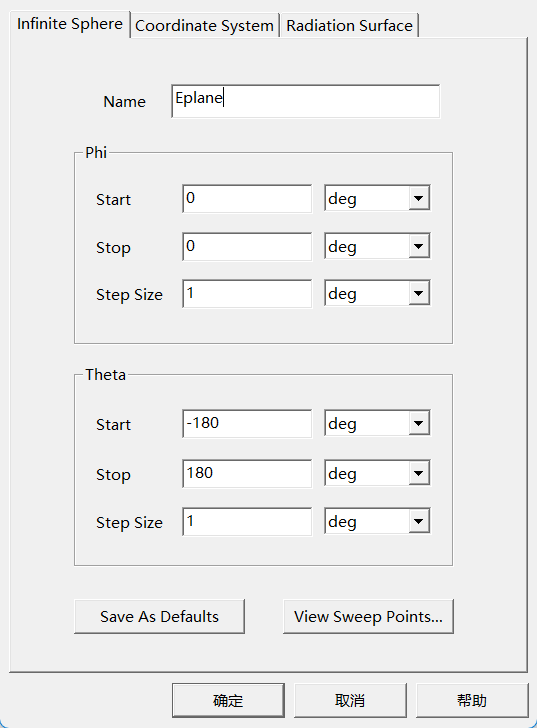 Infinite Sphere Coordinate System Radiation Surface
Name Eplane
Phi
Start 0 deg
Stop 0 deg
Step Size 1 deg
Theta
Start -180 deg
Stop 180 deg
Step Size 1 deg
Save As Defaults View Sweep Points...
确定 取消 帮助